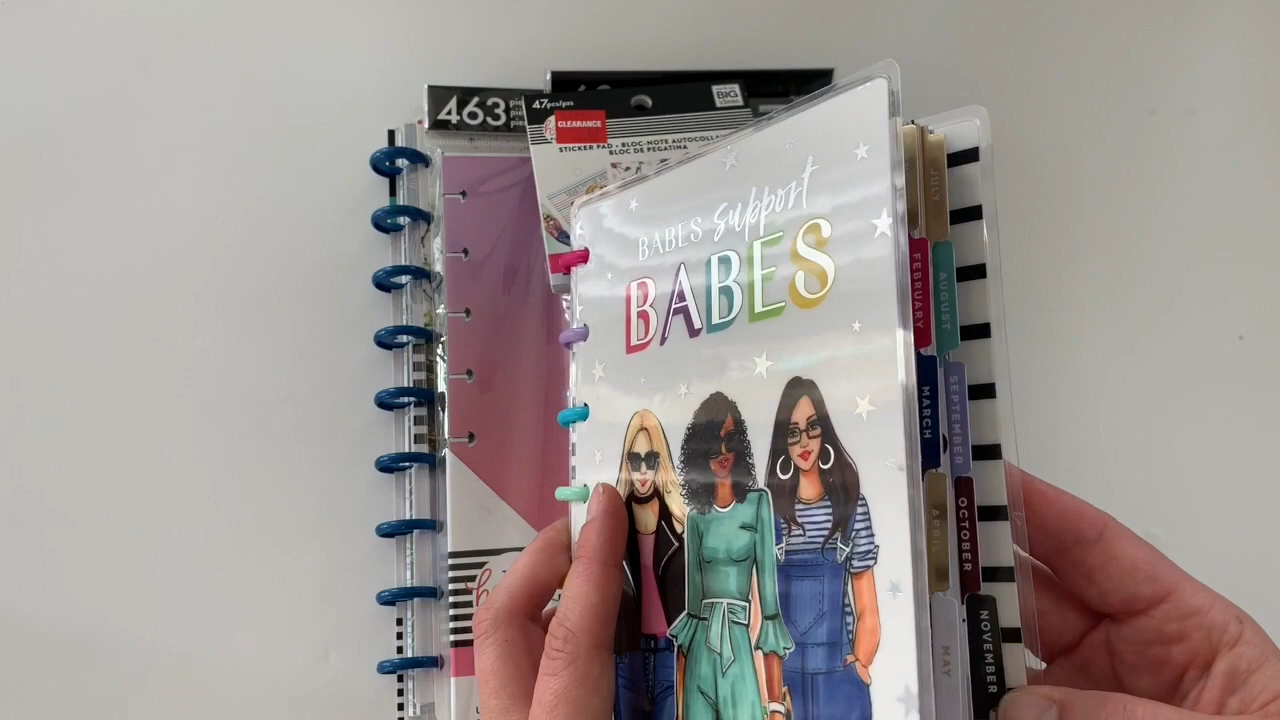 463
47pcs/pzs
BIG
CLEARANCE
STICKER PAD • BLOC-NOTE AUTOCOLLA
BLOC DE PEGATINA
BABES support
BABES
JULY
FEBRUARY
AUGUST
MARCH
SEPTEMBER
APRIL
OCTOBER
MAY
NOVEMBER